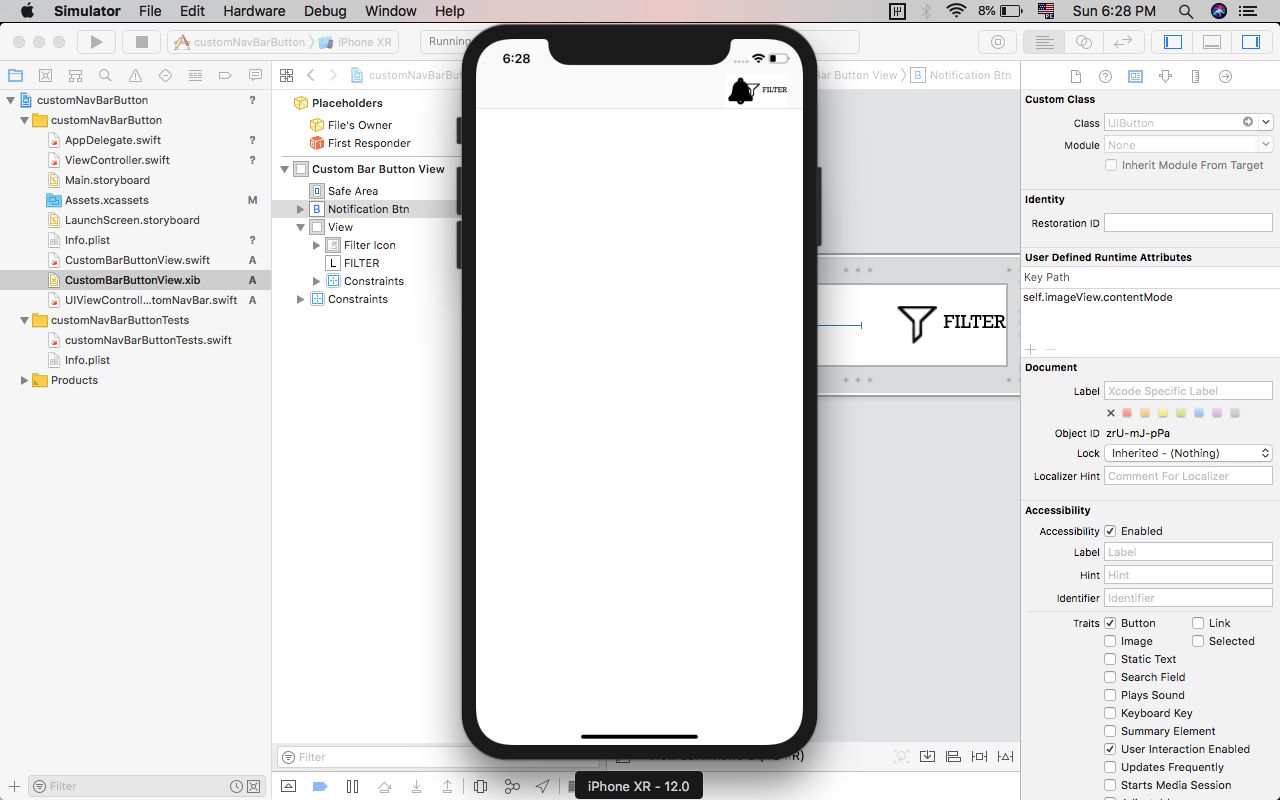 Simulator File Edit Hardware Debug Window Help 8% Sun 6:28 PM
customNavBarButton iPhone XR Running
customNavBarBu Bar Button View Notification Btn
customNavBarButton ?
customNavBarButton
AppDelegate.swift ?
ViewController.swift ?
Main.storyboard
Assets.xcassets M
LaunchScreen.storyboard
Info.plist ?
CustomBarButtonView.swift A
CustomBarButtonView.xib A
UIViewControll...tomNavBar.swift A
customNavBarButtonTests
customNavBarButtonTests.swift
Info.plist
Products
Filter
Placeholders
File's Owner
First Responder
Custom Bar Button View
Safe Area
B Notification Btn
View
Filter Icon
L FILTER
Constraints
Constraints
Filter
6:28
FILTER
iPhone XR - 12.0
FILTER
Custom Class
Class UIButton
Module None
Inherit Module From Target
Identity
Restoration ID
User Defined Runtime Attributes
Key Path
self.imageView.contentMode
Document
Label Xcode Specific Label
Object ID zrU-mJ-pPa
Lock Inherited - (Nothing)
Localizer Hint Comment For Localizer
Accessibility
Accessibility Enabled
Label Label
Hint Hint
Identifier Identifier
Traits Button Link
Image Selected
Static Text
Search Field
Plays Sound
Keyboard Key
Summary Element
User Interaction Enabled
Updates Frequently
Starts Media Session